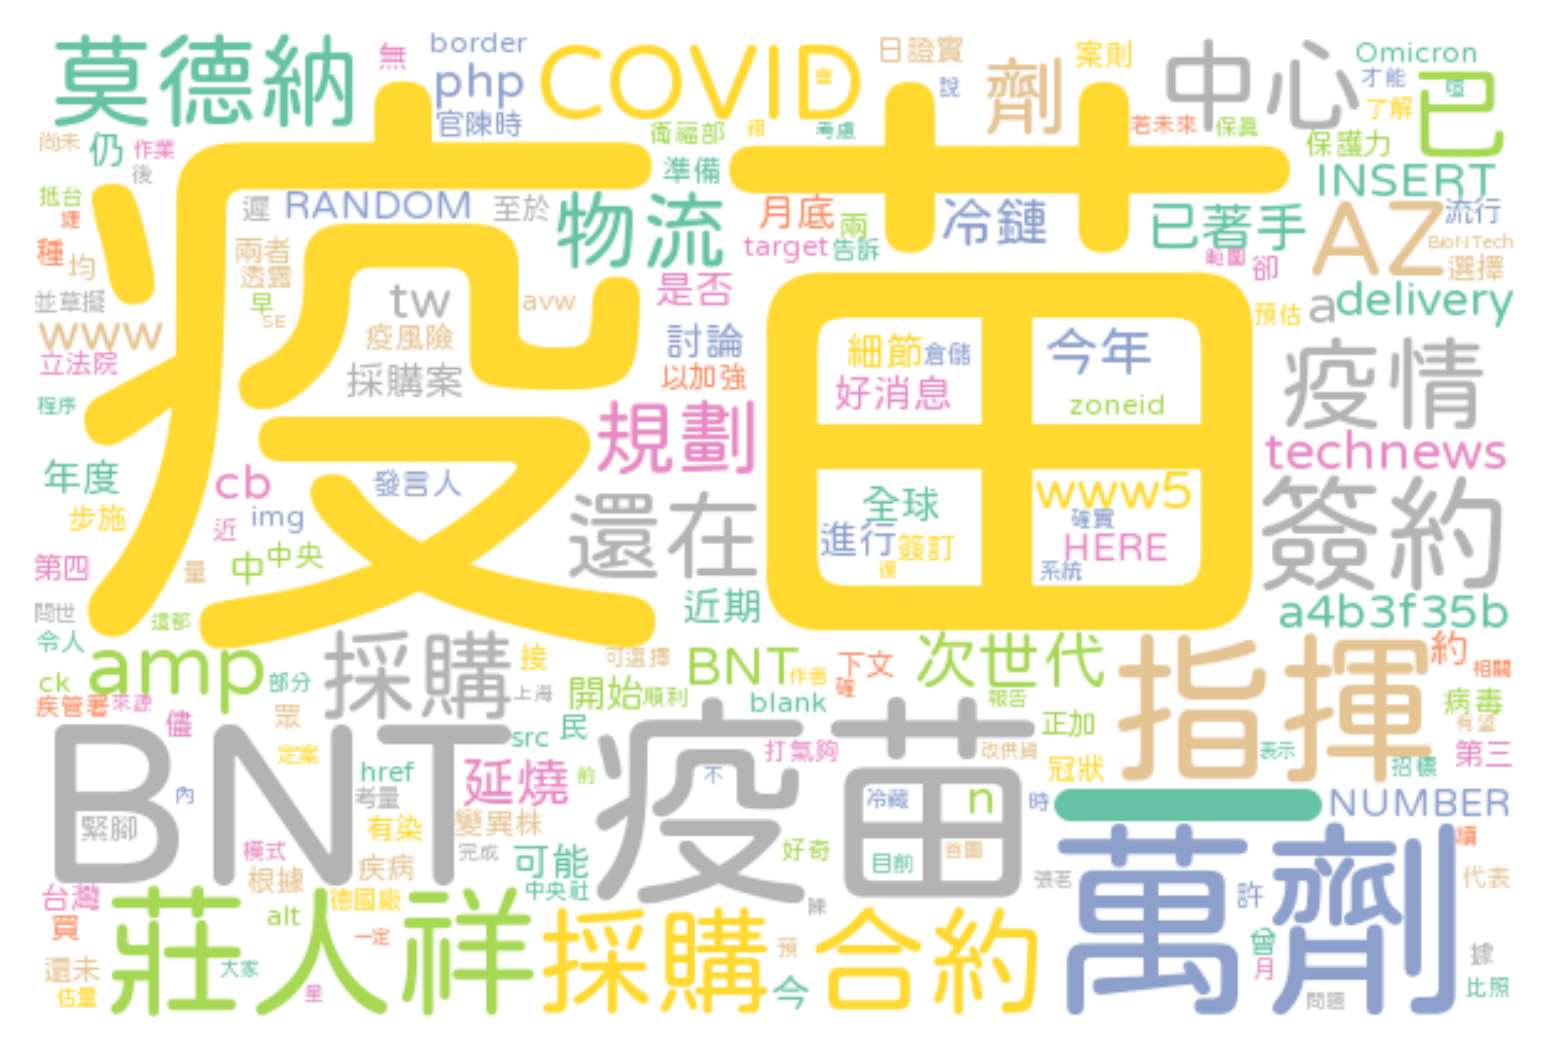 莫德納 無 border COVID 會 日證實 案則 中心 Omicron
php 官陳時 說 劑 才能 噎 已 了解
尚未 仍 作業 後 衛福部 考慮 若未來 保員 保護力
疫苗
準備 INSERT
抵台 遲 RANDOM 至於 物流 月底 兩 冷鏈 已著手 AZ 流行
種 均 兩者 透露 target 告訴 範圍 卻 BioNTech 選擇
並草擬 早 SE tw avw 是否 預估 a delivery
www 疫風險 討論 細節 倉儲 今年 疫情
立法院 採購案 以加強 好消息
程序 規劃 zoneid technews
年度 cb 發言人 全球 www5 簽約
步施 近 img 還在 進行 簽訂 確實 HERE
第四 量 中 中央 復 系統
問世 這部 近期 a4b3f35b
令人 amp 採購 接 可選擇 BNT 作者 下文 次世代 指揮 約 相關
ck 部分 上海 開始 順利 確 報告 病毒
疾管署 來源 儘 眾 民 blank 正加 有望
BNT 疫苗 src 定案 打氣夠 改供貨 冠狀 表示 招標 第三
內 href 考量 延燒 前 不 冷藏 n 時 一 NUMBER
緊腳 有染 變異株 續
模式 根據 疾病 完成 可能 好奇 目前 首圖 萬劑
台灣 德國廠 中央社 陳 張茗 許 代表
買 莊人祥 alt 一定 採購 預 合約 曾
還未 大家 月 據
估量 星 今 問題 比照